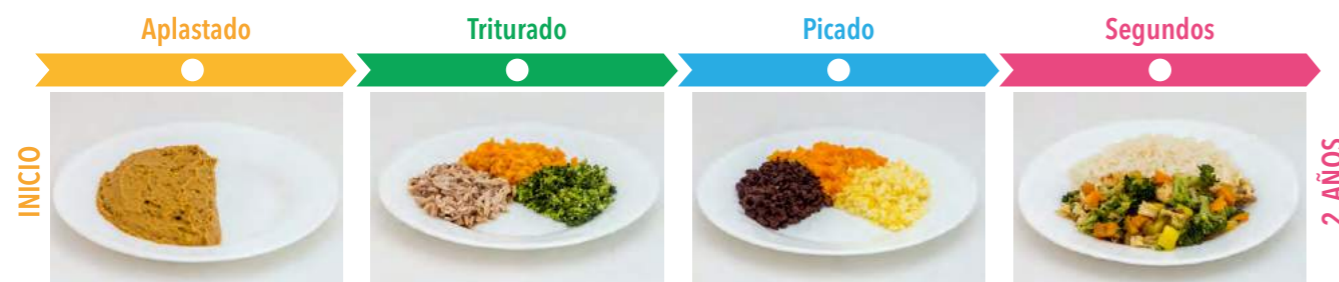 Aplastado
Triturado
Picado
Segundos
INICIO
2 AÑOS